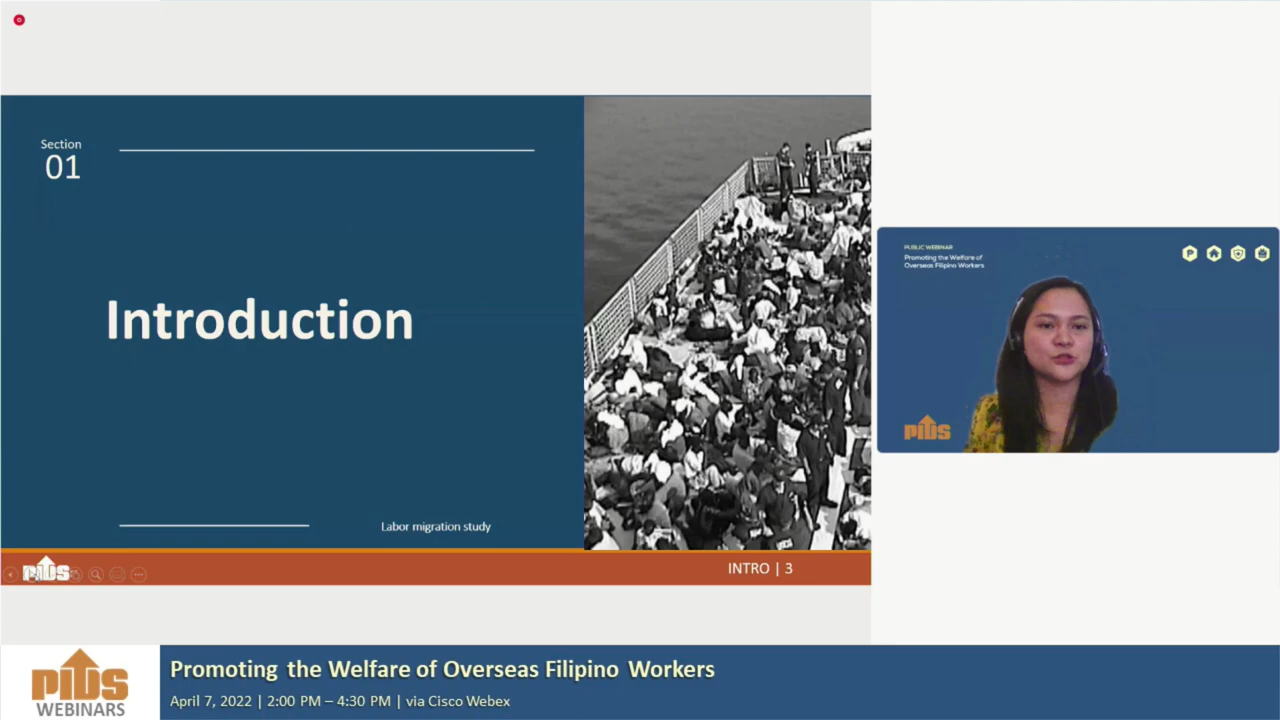 Section
01
Introduction
Labor migration study
PIDS
INTRO | 3
PUBLIC WEBINAR
Promoting the Welfare of
Overseas Filipino Workers
P
PIDS
PIDS
WEBINARS
Promoting the Welfare of Overseas Filipino Workers
April 7, 2022 | 2:00 PM – 4:30 PM | via Cisco Webex